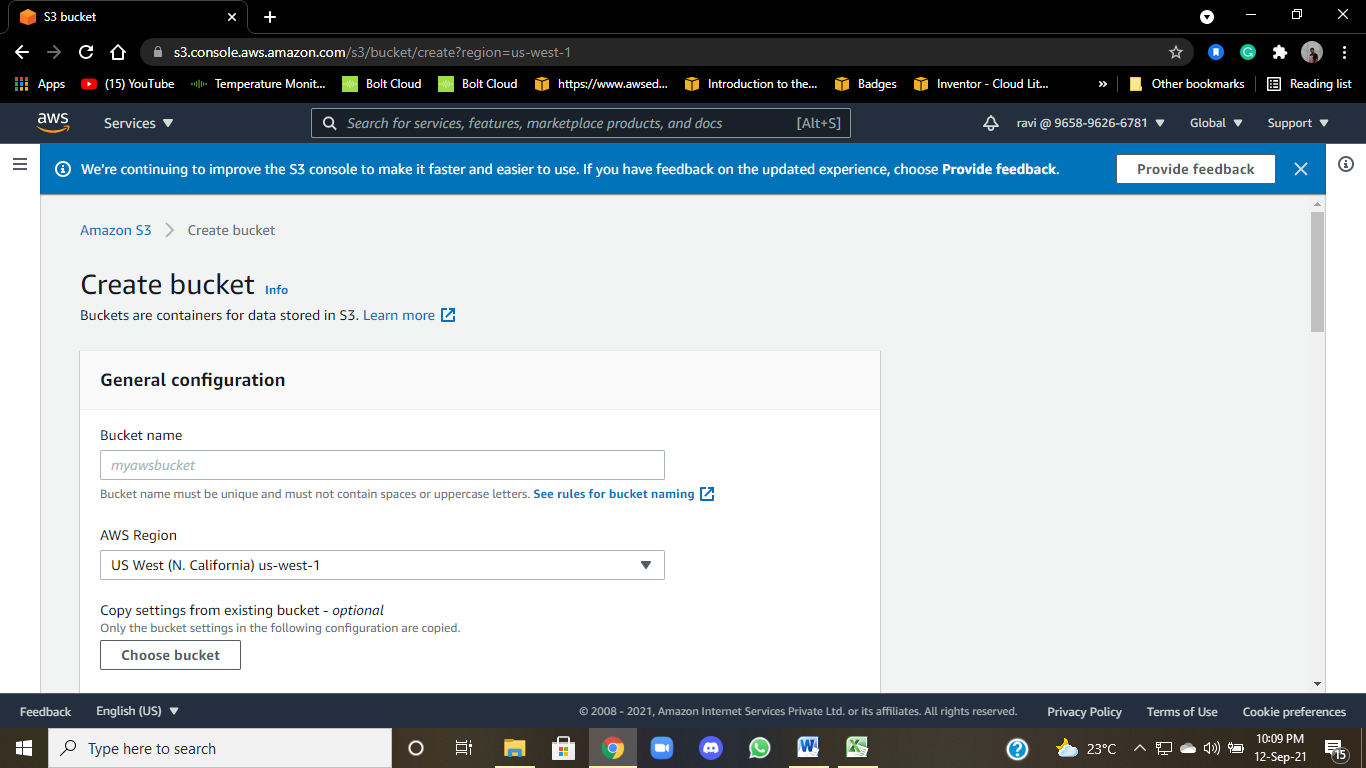 S3 bucket
s3.console.aws.amazon.com/s3/bucket/create?region=us-west-1
Apps (15) YouTube Temperature Monit... Bolt Cloud Bolt Cloud https://www.awsed... Introduction to the... Badges Inventor - Cloud Lit... » Other bookmarks Reading list
aws Services Search for services, features, marketplace products, and docs [Alt+S] ravi @ 9658-9626-6781 Global Support
We're continuing to improve the S3 console to make it faster and easier to use. If you have feedback on the updated experience, choose Provide feedback. Provide feedback
Amazon S3 Create bucket
Create bucket Info
Buckets are containers for data stored in S3. Learn more
General configuration
Bucket name
myawsbucket
Bucket name must be unique and must not contain spaces or uppercase letters. See rules for bucket naming
AWS Region
US West (N. California) us-west-1
Copy settings from existing bucket - optional
Only the bucket settings in the following configuration are copied.
Choose bucket
Feedback English (US) © 2008 - 2021, Amazon Internet Services Private Ltd. or its affiliates. All rights reserved. Privacy Policy Terms of Use Cookie preferences
Type here to search 23°C 10:09 PM
12-Sep-21 15